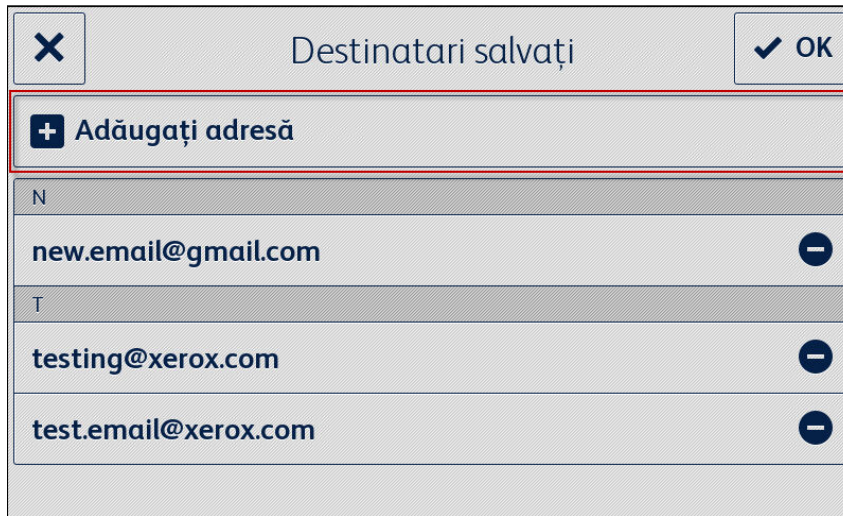 Destinatari salvați
OK
Adăugați adresă
N
new.email@gmail.com
T
testing@xerox.com
test.email@xerox.com